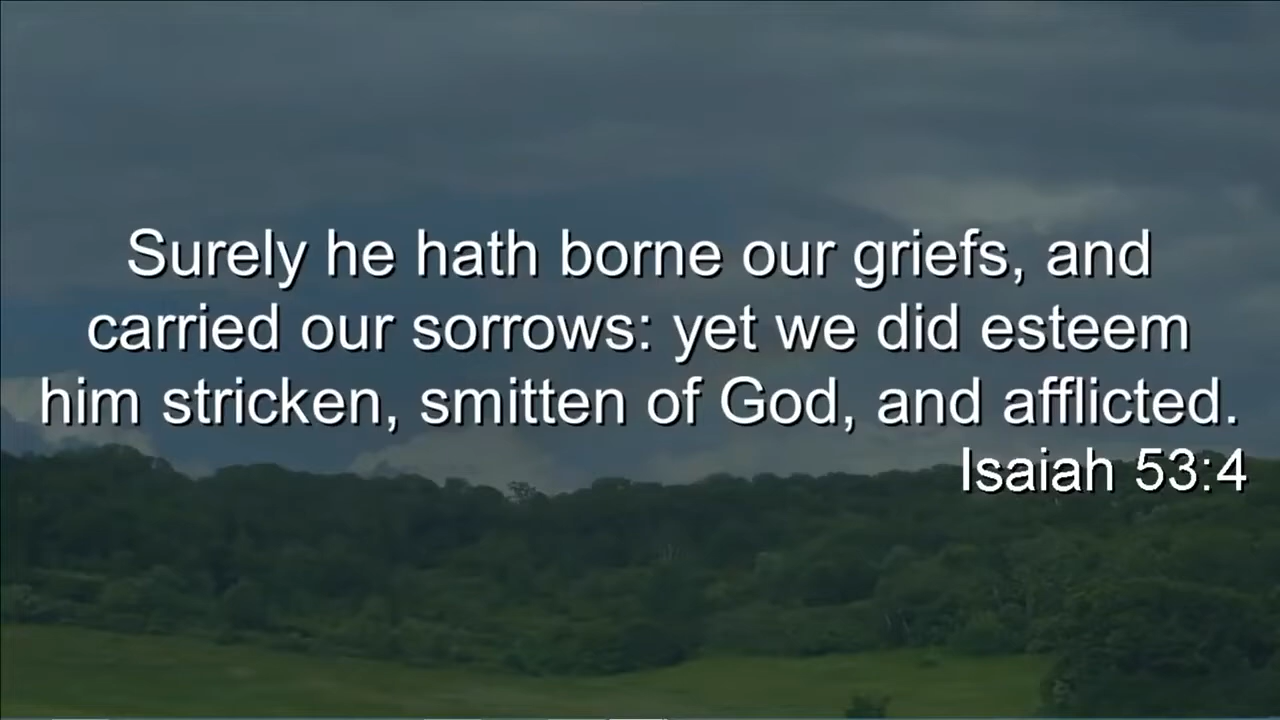 Surely he hath borne our griefs, and
carried our sorrows: yet we did esteem
him stricken, smitten of God, and afflicted.
Isaiah 53:4